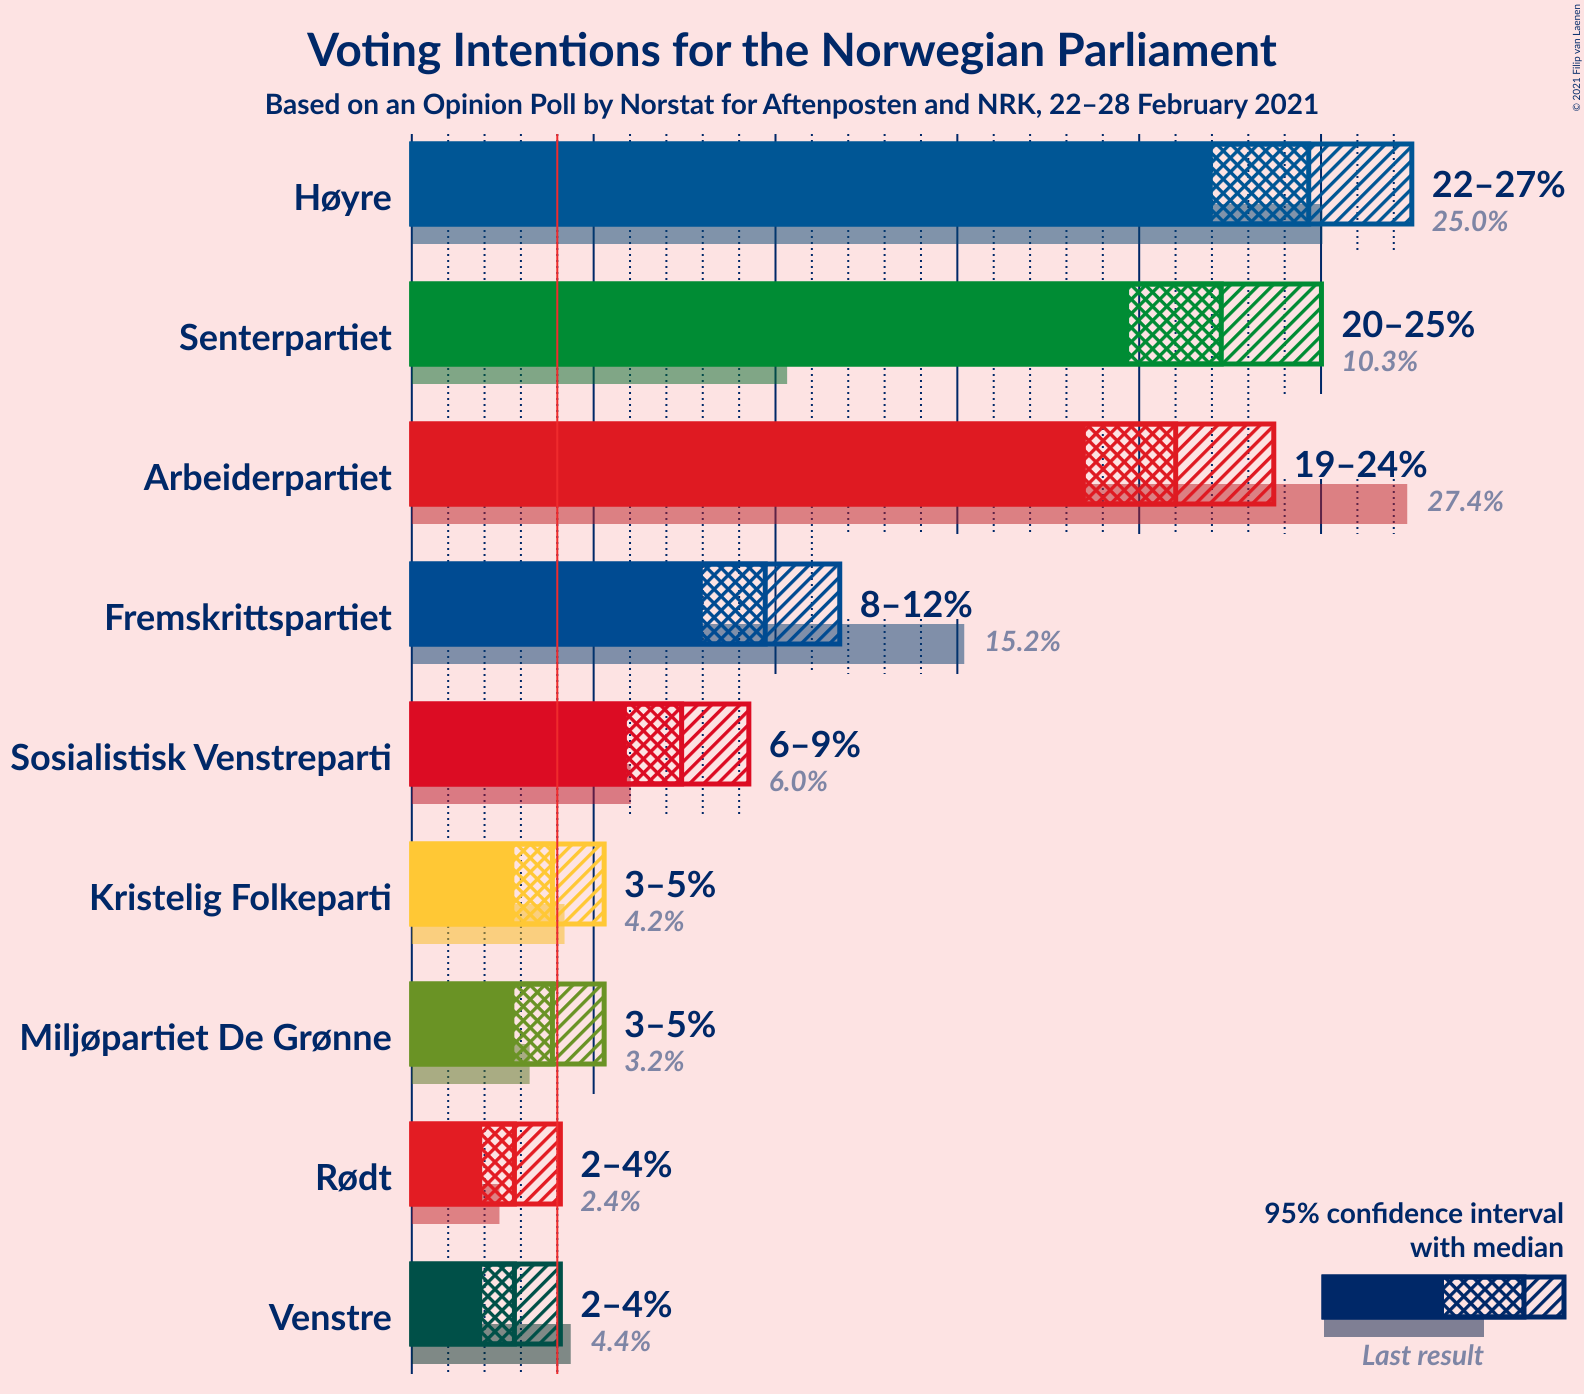 Voting Intentions for the Norwegian Parliament
Based on an Opinion Poll by Norstat for Aftenposten and NRK, 22–28 February 2021
© 2021 Filip van Laenen
Høyre
22–27%
25.0%
Senterpartiet
20–25%
10.3%
Arbeiderpartiet
19–24%
27.4%
Fremskrittspartiet
8–12%
15.2%
Sosialistisk Venstreparti
6–9%
6.0%
Kristelig Folkeparti
3–5%
4.2%
Miljøpartiet De Grønne
3–5%
3.2%
Rødt
2–4%
2.4%
Venstre
2–4%
4.4%
95% confidence interval
with median
Last result